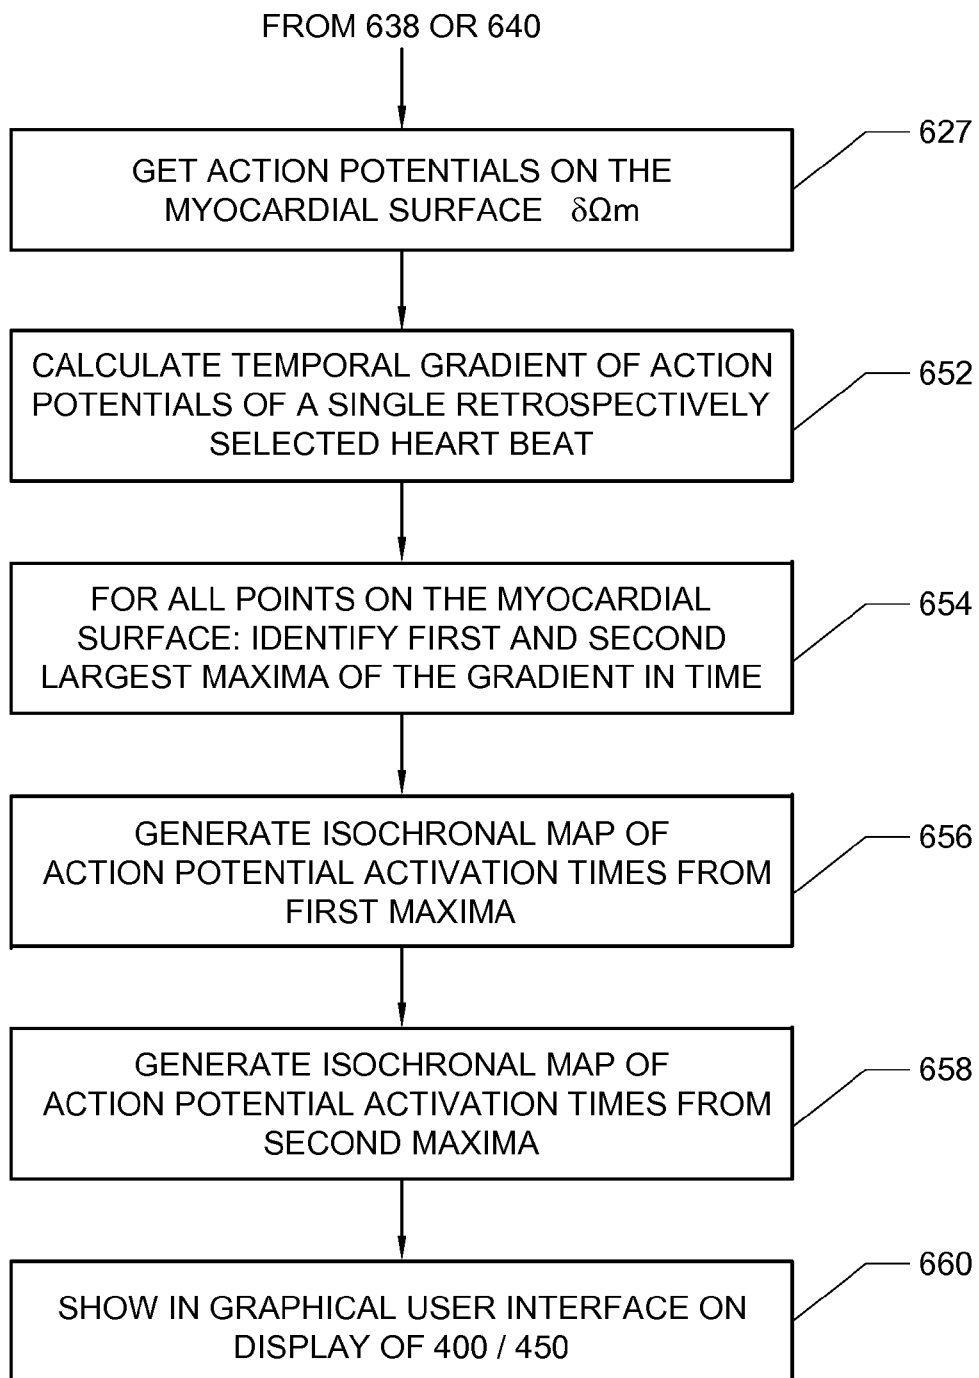 FROM 638 OR 640
627
GET ACTION POTENTIALS ON THE
MYOCARDIAL SURFACE δΩm
652
CALCULATE TEMPORAL GRADIENT OF ACTION
POTENTIALS OF A SINGLE RETROSPECTIVELY
SELECTED HEART BEAT
654
FOR ALL POINTS ON THE MYOCARDIAL
SURFACE: IDENTIFY FIRST AND SECOND
LARGEST MAXIMA OF THE GRADIENT IN TIME
656
GENERATE ISOCHRONAL MAP OF
ACTION POTENTIAL ACTIVATION TIMES FROM
FIRST MAXIMA
658
GENERATE ISOCHRONAL MAP OF
ACTION POTENTIAL ACTIVATION TIMES FROM
SECOND MAXIMA
660
SHOW IN GRAPHICAL USER INTERFACE ON
DISPLAY OF 400 / 450